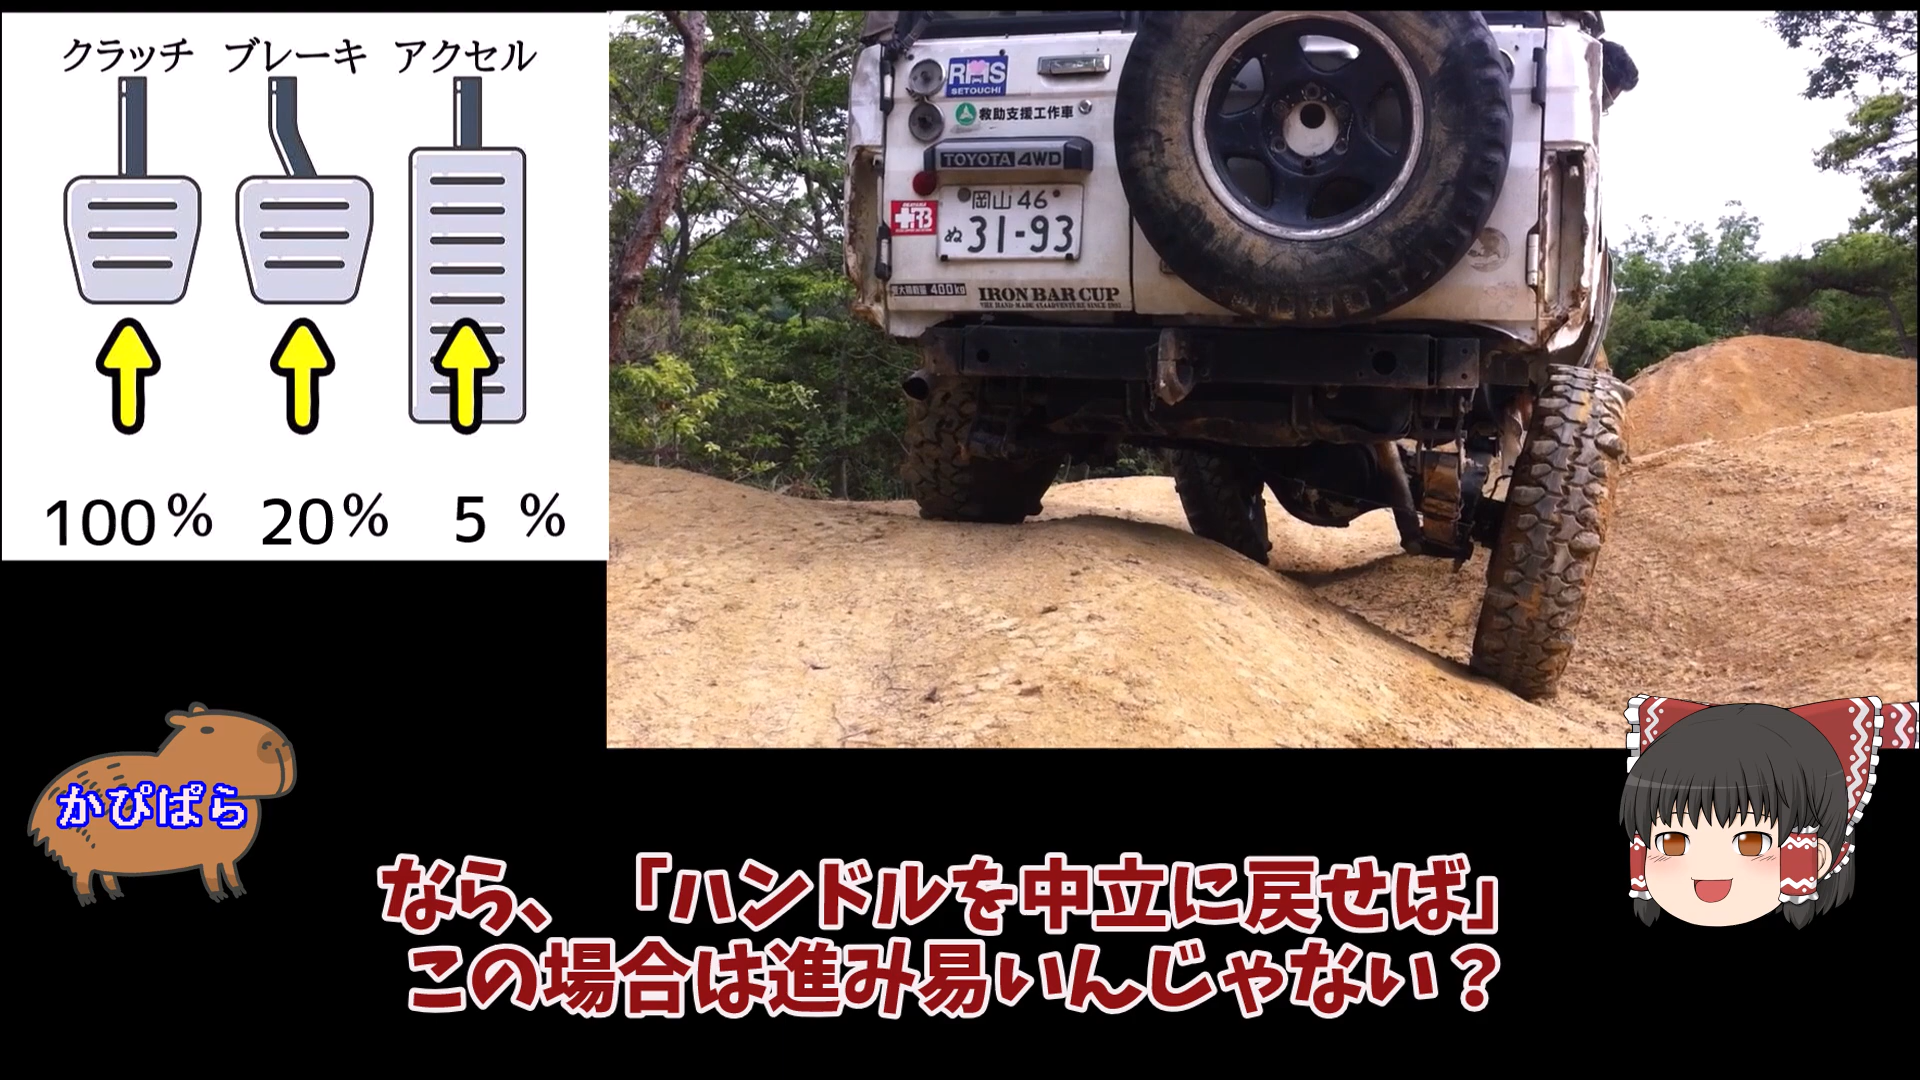 クラッチ ブレーキ アクセル
100% 20% 5 %
RMS
SETOUCHI
救助支援工作車
TOYOTA 4WD
岡山 46
ぬ 31-93
最大積載量 400kg
IRON BAR CUP
かぴぱら
なら、「ハンドルを中立に戻せば」
この場合は進み易いんじゃない？